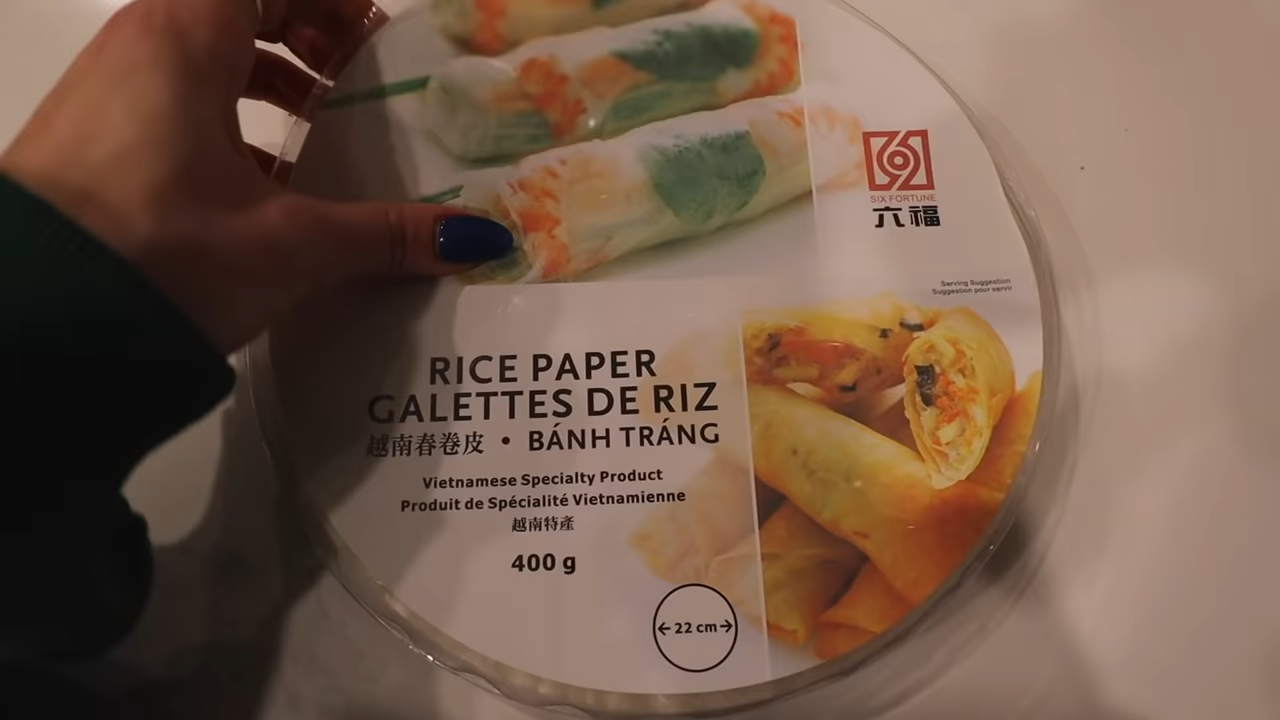 SIX FORTUNE
六福
Serving Suggestion
Suggestion pour servir
RICE PAPER
GALETTES DE RIZ
越南春卷皮 • BÁNH TRÁNG
Vietnamese Specialty Product
Produit de Spécialité Vietnamienne
越南特產
400 g
22 cm